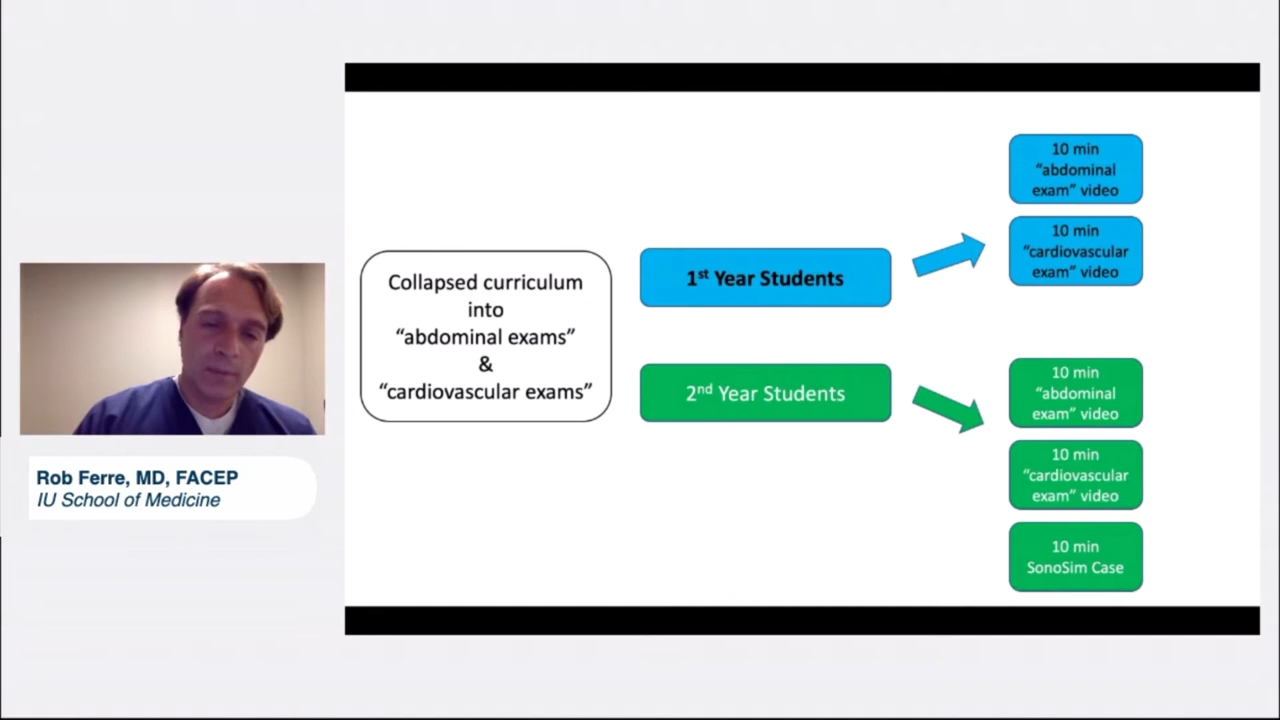 Rob Ferre, MD, FACEP
IU School of Medicine
Collapsed curriculum
into
“abdominal exams”
&
“cardiovascular exams”
1st Year Students
10 min
“abdominal
exam” video
10 min
“cardiovascular
exam” video
2nd Year Students
10 min
“abdominal
exam” video
10 min
“cardiovascular
exam” video
10 min
SonoSim Case